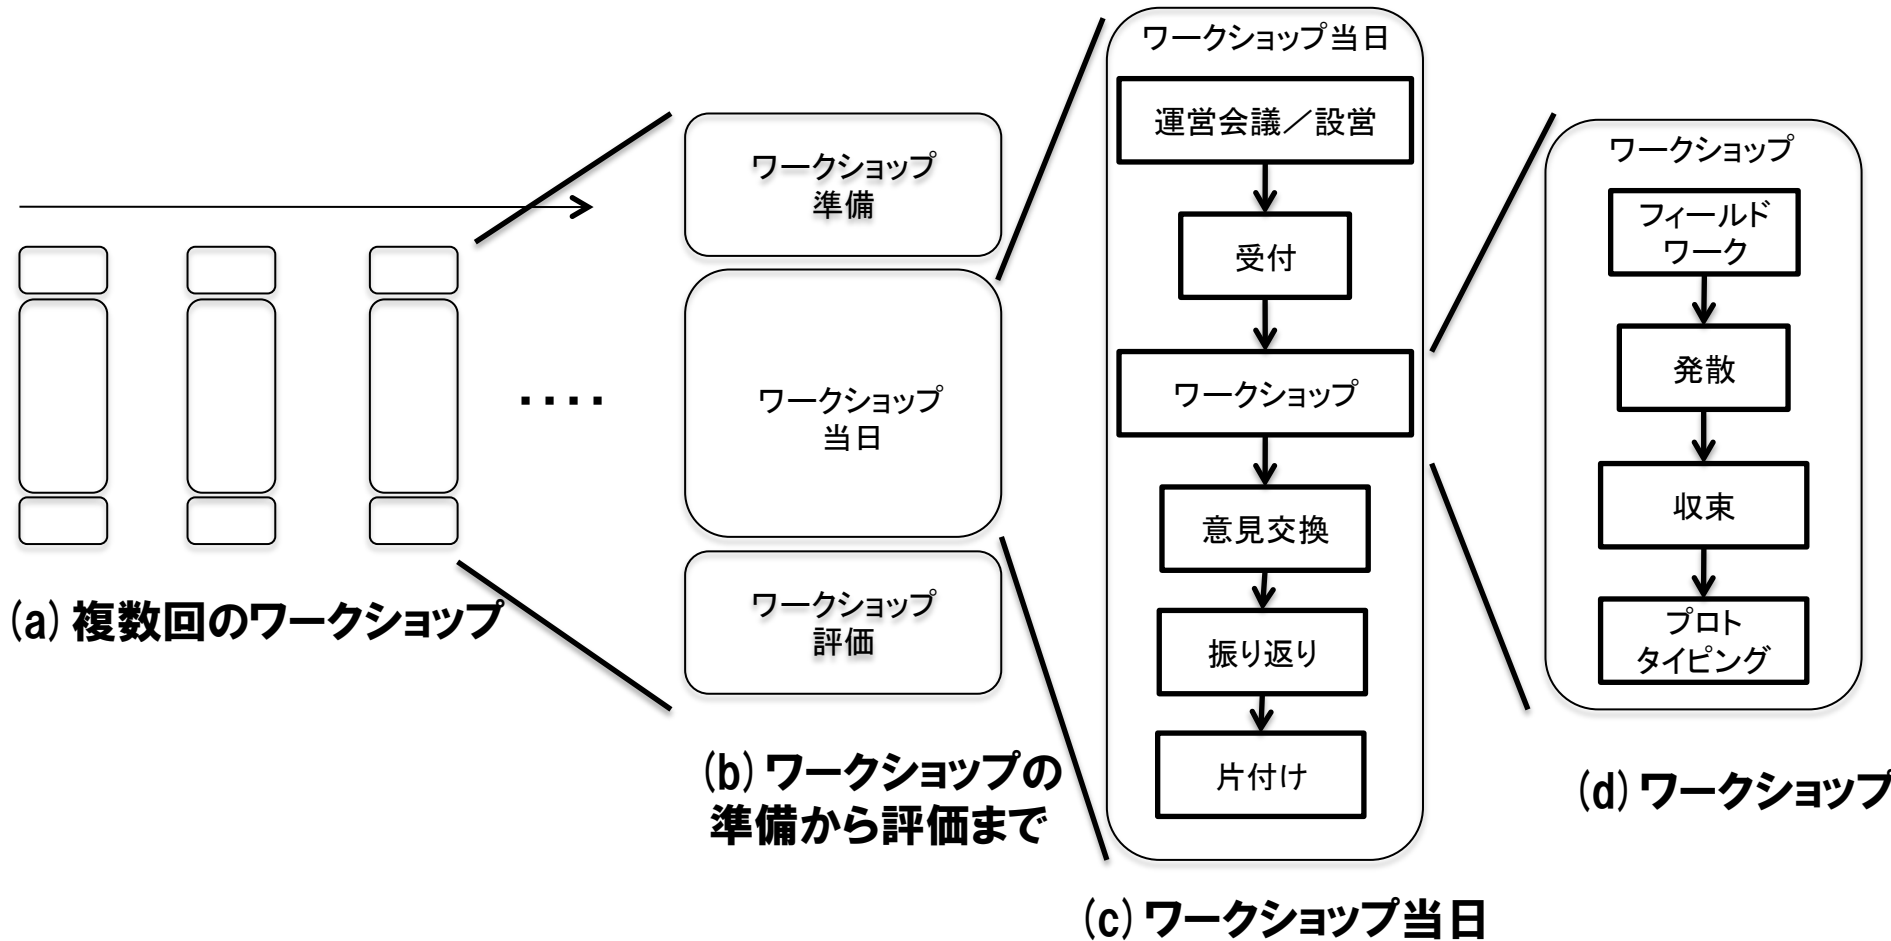 (a) 複数回のワークショップ
‥‥
ワークショップ
準備
ワークショップ
当日
ワークショップ
評価
(b) ワークショップの
準備から評価まで
ワークショップ当日
運営会議／設営
受付
ワークショップ
意見交換
振り返り
片付け
(c) ワークショップ当日
ワークショップ
フィールド
ワーク
発散
収束
プロト
タイピング
(d) ワークショップ